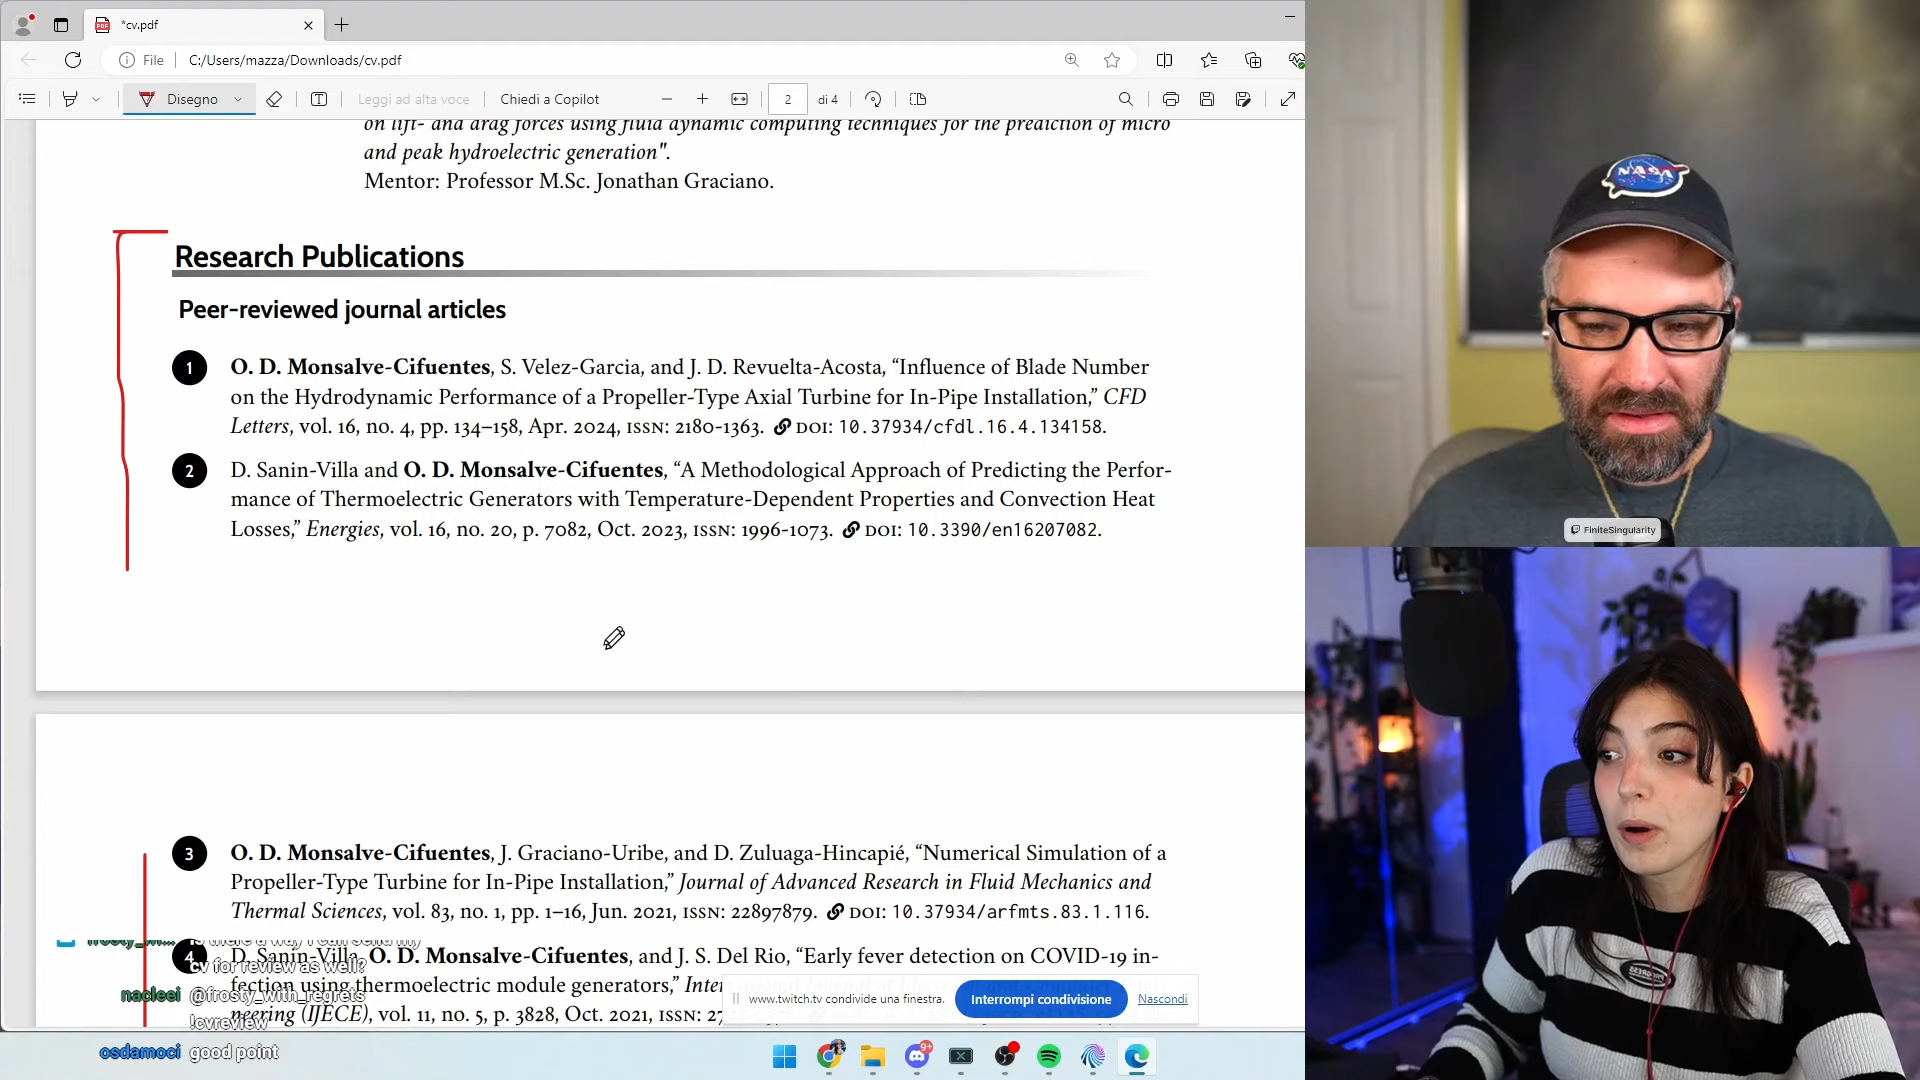 *cv.pdf
File
C:/Users/mazza/Downloads/cv.pdf
Disegno
Leggi ad alta voce
Chiedi a Copilot
2
di 4
on lift- and drag forces using fluid dynamic computing techniques for the prediction of micro
and peak hydroelectric generation".
Mentor: Professor M.Sc. Jonathan Graciano.
Research Publications
Peer-reviewed journal articles
1
O. D. Monsalve-Cifuentes, S. Velez-Garcia, and J. D. Revuelta-Acosta, “Influence of Blade Number
on the Hydrodynamic Performance of a Propeller-Type Axial Turbine for In-Pipe Installation,” CFD
Letters, vol. 16, no. 4, pp. 134–158, Apr. 2024, ISSN: 2180-1363. DOI: 10.37934/cfdl.16.4.134158.
2
D. Sanin-Villa and O. D. Monsalve-Cifuentes, “A Methodological Approach of Predicting the Perfor-
mance of Thermoelectric Generators with Temperature-Dependent Properties and Convection Heat
Losses,” Energies, vol. 16, no. 20, p. 7082, Oct. 2023, ISSN: 1996-1073. DOI: 10.3390/en16207082.
3
O. D. Monsalve-Cifuentes, J. Graciano-Uribe, and D. Zuluaga-Hincapié, “Numerical Simulation of a
Propeller-Type Turbine for In-Pipe Installation,” Journal of Advanced Research in Fluid Mechanics and
Thermal Sciences, vol. 83, no. 1, pp. 1–16, Jun. 2021, ISSN: 22897879. DOI: 10.37934/arfmts.83.1.116.
4
D. Sanin-Villa, O. D. Monsalve-Cifuentes, and J. S. Del Rio, “Early fever detection on COVID-19 in-
fection using thermoelectric module generators,”
neering (IJECE), vol. 11, no. 5, p. 3828, Oct. 2021, ISSN:
is there a way I can send my
cv for review as well?
nacleei @frosty_with_regrets
!cvreview
osdamoci good point
www.twitch.tv condivide una finestra.
Interrompi condivisione
Nascondi
9+
NASA
FiniteSingularity